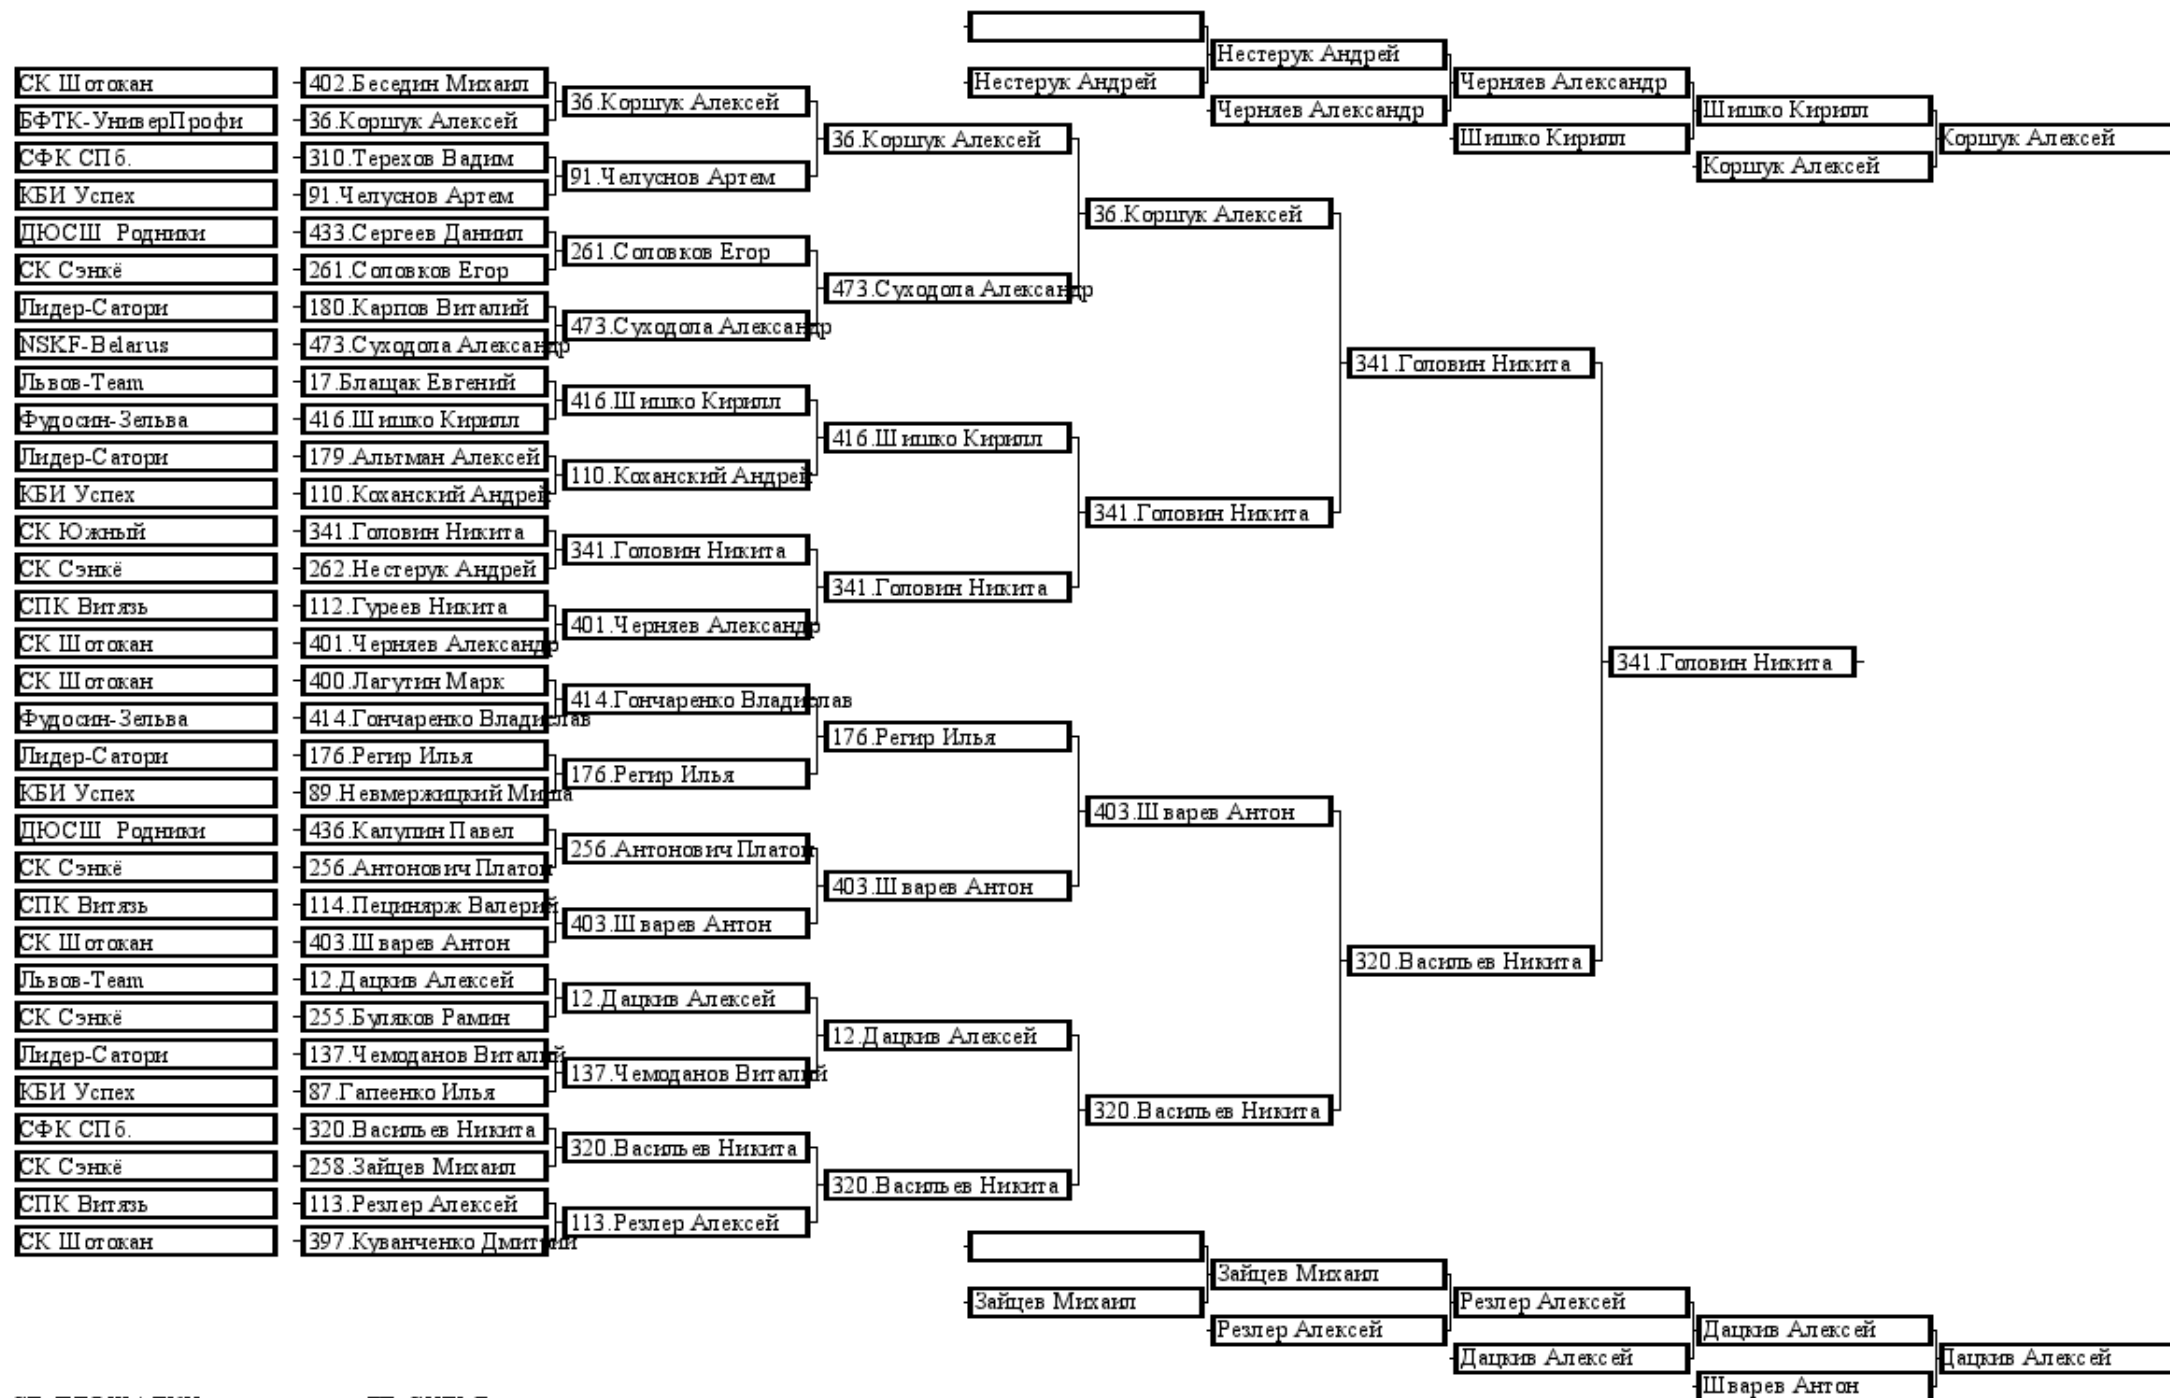 Нестерук Андрей
Нестерук Андрей
Черняев Александр
Черняев Александр
Шишко Кирилл
Шишко Кирилл
Коршук Алексей
Коршук Алексей
СК Шотокан 402.Беседин Михаил
36.Коршук Алексей
БФТК-УниверПрофи 36.Коршук Алексей
36.Коршук Алексей
СФК СПб. 310.Терехов Вадим
91.Челуснов Артем
КБИ Успех 91.Челуснов Артем
36.Коршук Алексей
ДЮСШ Родники 433.Сергеев Даниил
261.Соловков Егор
СК Сэнкё 261.Соловков Егор
473.Суходола Александр
Лидер-Сатори 180.Карпов Виталий
473.Суходола Александр
NSKF-Belarus 473.Суходола Александр
341.Головин Никита
Львов-Team 17.Блащак Евгений
416.Шишко Кирилл
Фудосин-Зельва 416.Шишко Кирилл
416.Шишко Кирилл
Лидер-Сатори 179.Альтман Алексей
110.Коханский Андрей
КБИ Успех 110.Коханский Андрей
341.Головин Никита
СК Южный 341.Головин Никита
341.Головин Никита
СК Сэнкё 262.Нестерук Андрей
341.Головин Никита
СПК Витязь 112.Гуреев Никита
401.Черняев Александр
СК Шотокан 401.Черняев Александр
341.Головин Никита
СК Шотокан 400.Лагутин Марк
414.Гончаренко Владислав
Фудосин-Зельва 414.Гончаренко Владислав
176.Регир Илья
Лидер-Сатори 176.Регир Илья
176.Регир Илья
КБИ Успех 89.Невмержицкий Миша
403.Шварев Антон
ДЮСШ Родники 436.Калупин Павел
256.Антонович Платон
СК Сэнкё 256.Антонович Платон
403.Шварев Антон
СПК Витязь 114.Пецинярж Валерий
403.Шварев Антон
СК Шотокан 403.Шварев Антон
320.Васильев Никита
Львов-Team 12.Дацкив Алексей
12.Дацкив Алексей
СК Сэнкё 255.Буляков Рамин
12.Дацкив Алексей
Лидер-Сатори 137.Чемоданов Виталий
137.Чемоданов Виталий
КБИ Успех 87.Гапеенко Илья
320.Васильев Никита
СФК СПб. 320.Васильев Никита
320.Васильев Никита
СК Сэнкё 258.Зайцев Михаил
320.Васильев Никита
СПК Витязь 113.Резлер Алексей
113.Резлер Алексей
СК Шотокан 397.Куванченко Дмитрий
Зайцев Михаил
Зайцев Михаил
Резлер Алексей
Резлер Алексей
Дацкив Алексей
Дацкив Алексей
Дацкив Алексей
Шварев Антон